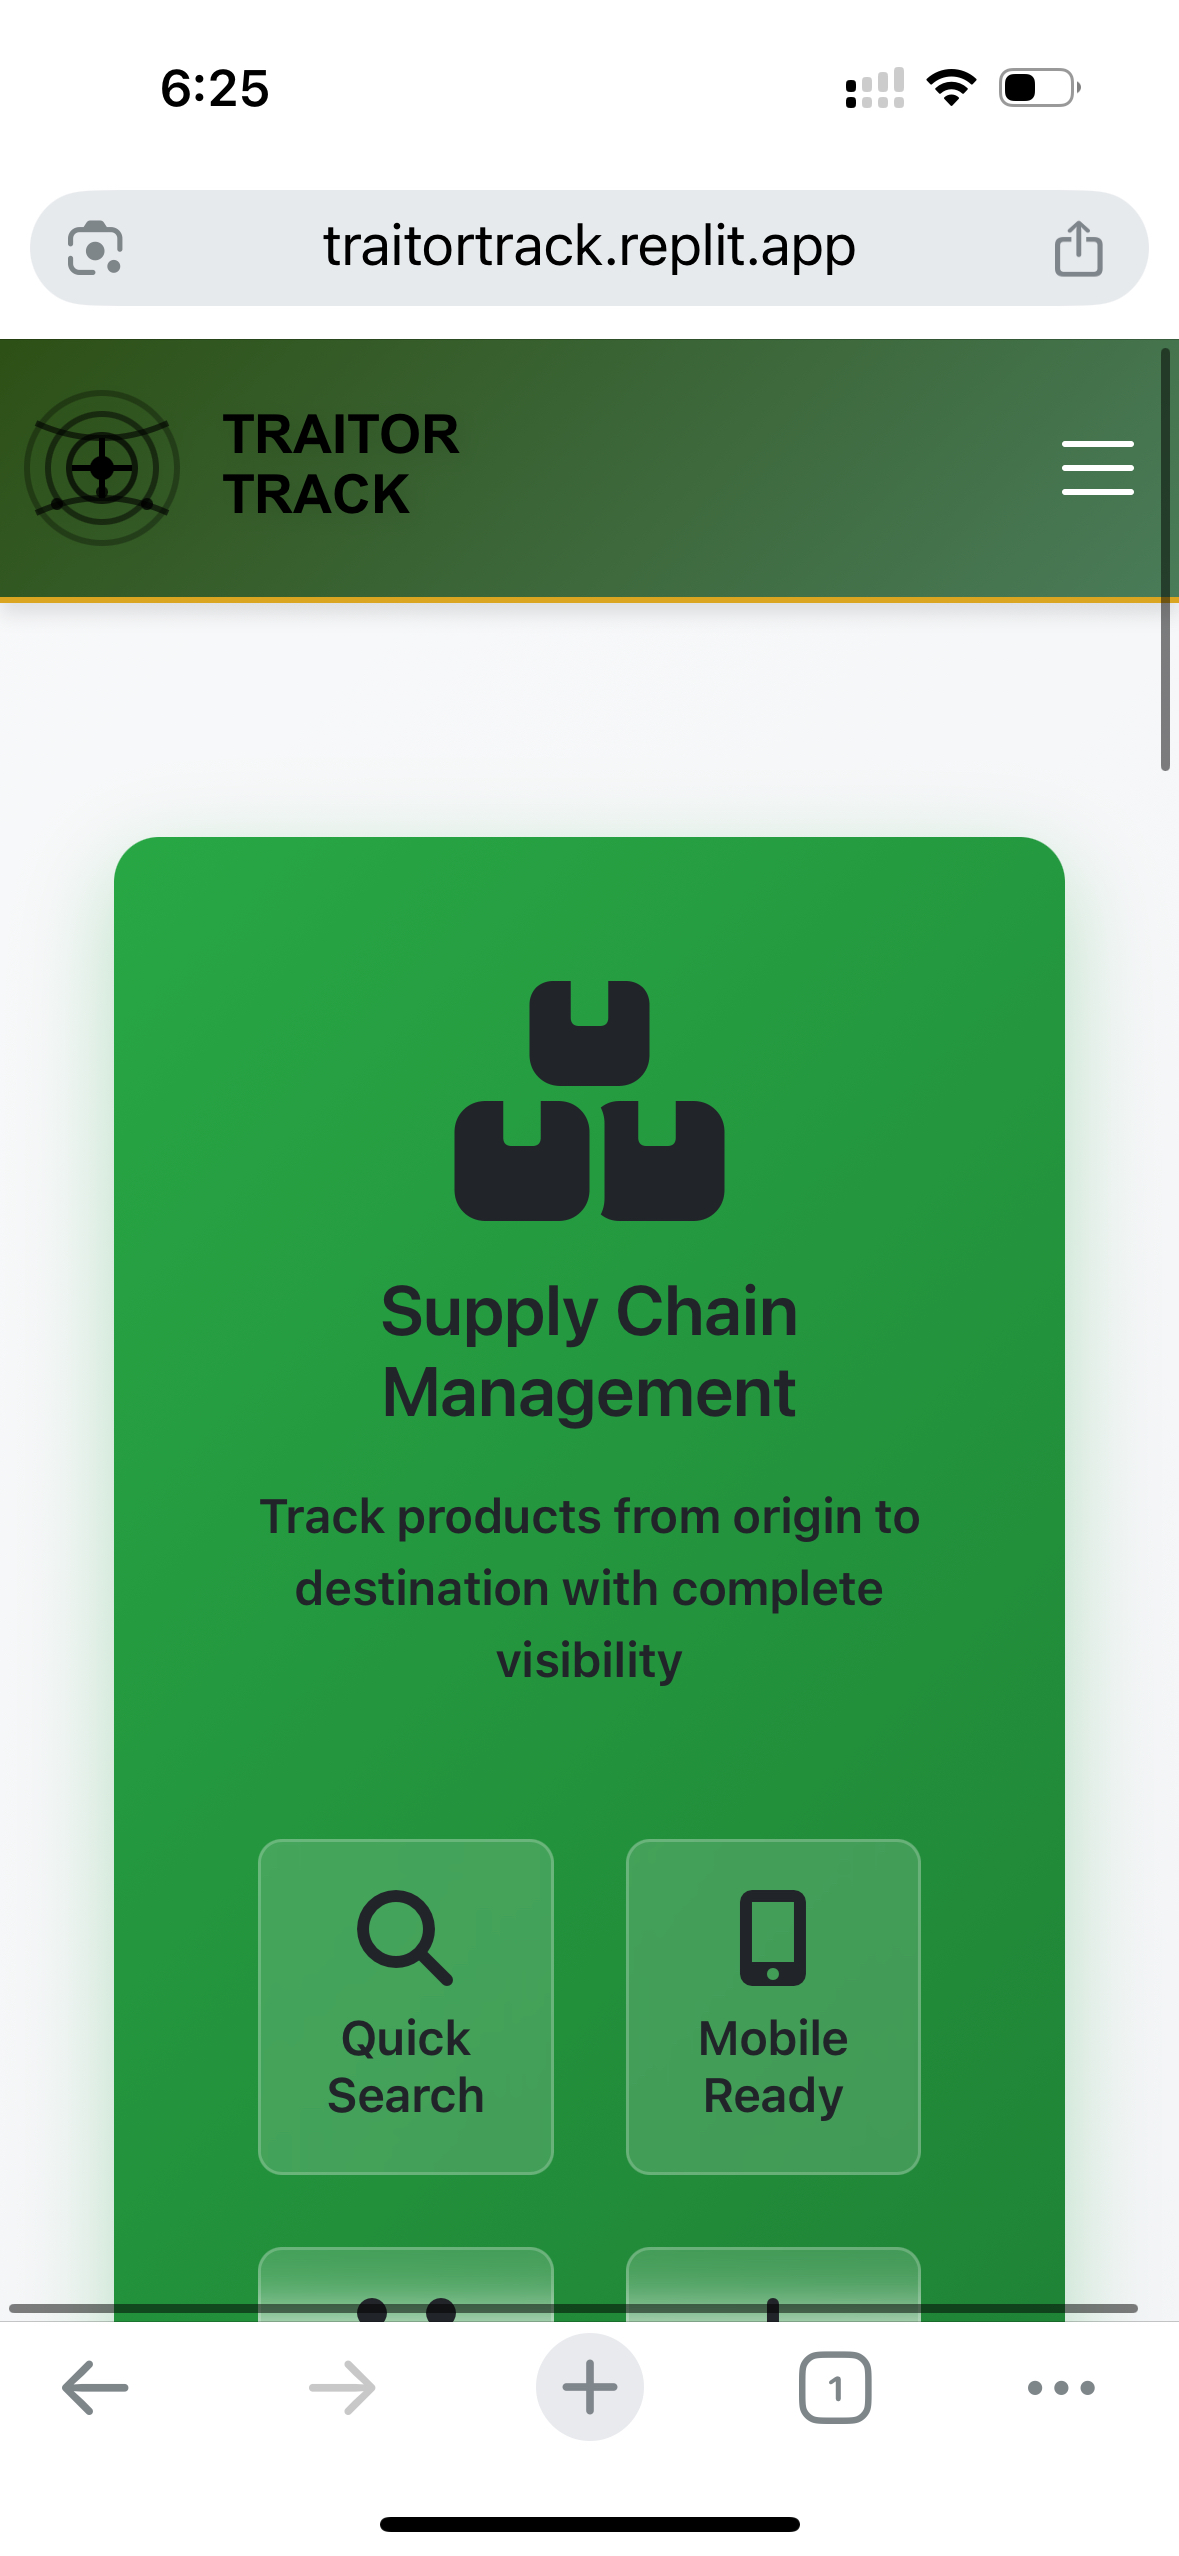 6:25
traitortrack.replit.app
TRAITOR
TRACK
Supply Chain
Management
Track products from origin to
destination with complete
visibility
Quick
Search
Mobile
Ready
1